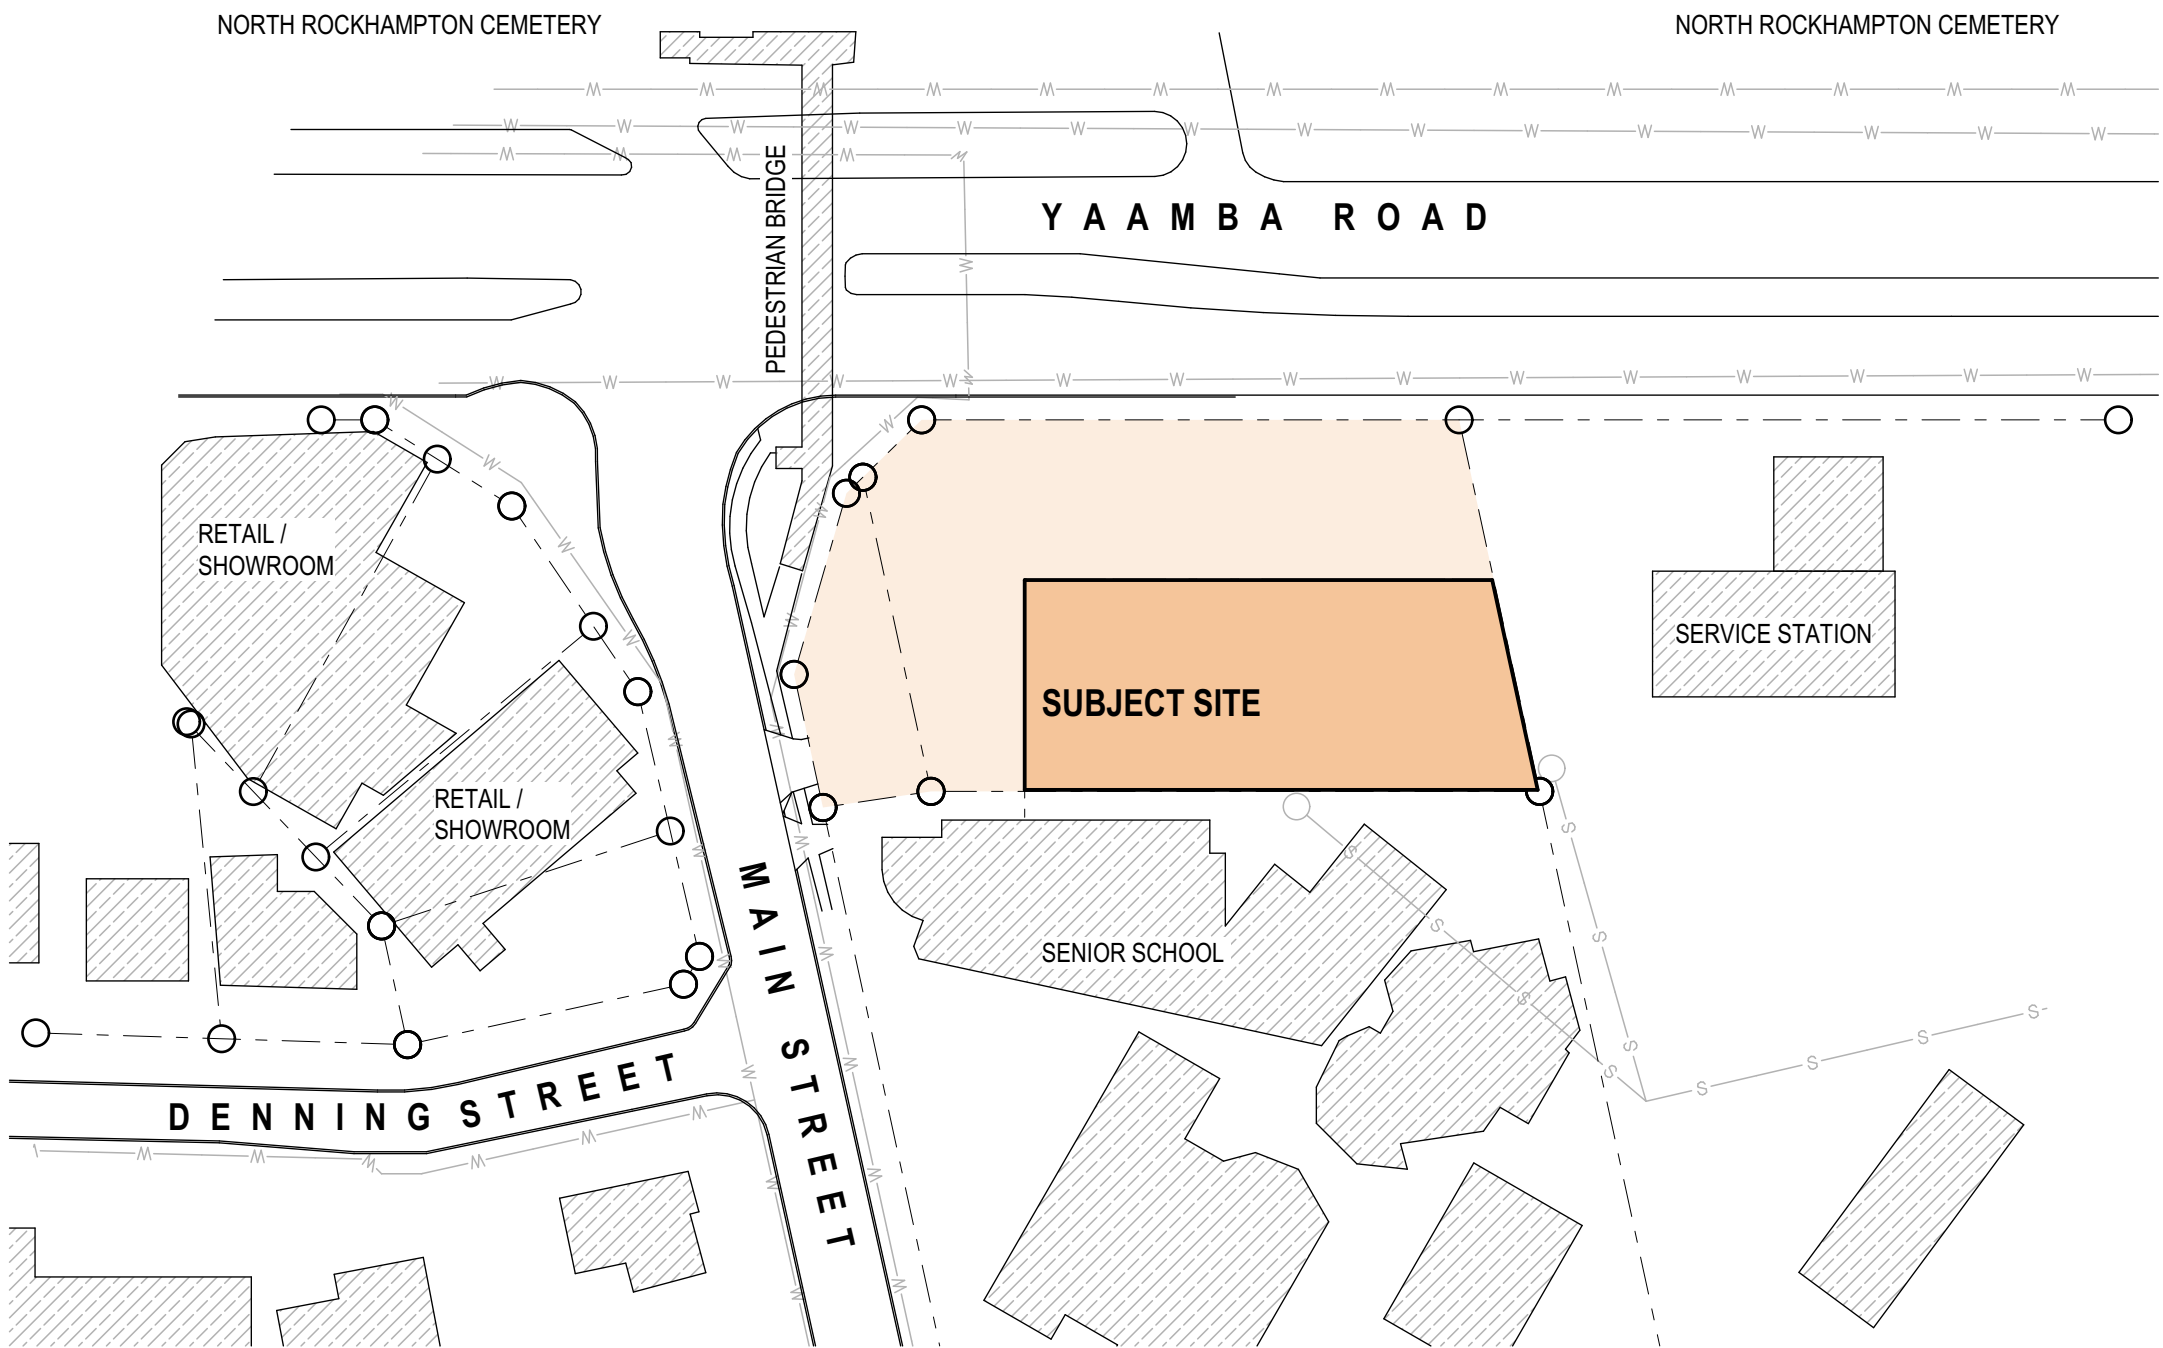 NORTH ROCKHAMPTON CEMETERY
NORTH ROCKHAMPTON CEMETERY
PEDESTRIAN BRIDGE
YAAMBA ROAD
RETAIL /
SHOWROOM
SERVICE STATION
SUBJECT SITE
RETAIL /
SHOWROOM
MAIN STREET
SENIOR SCHOOL
DENNING STREET